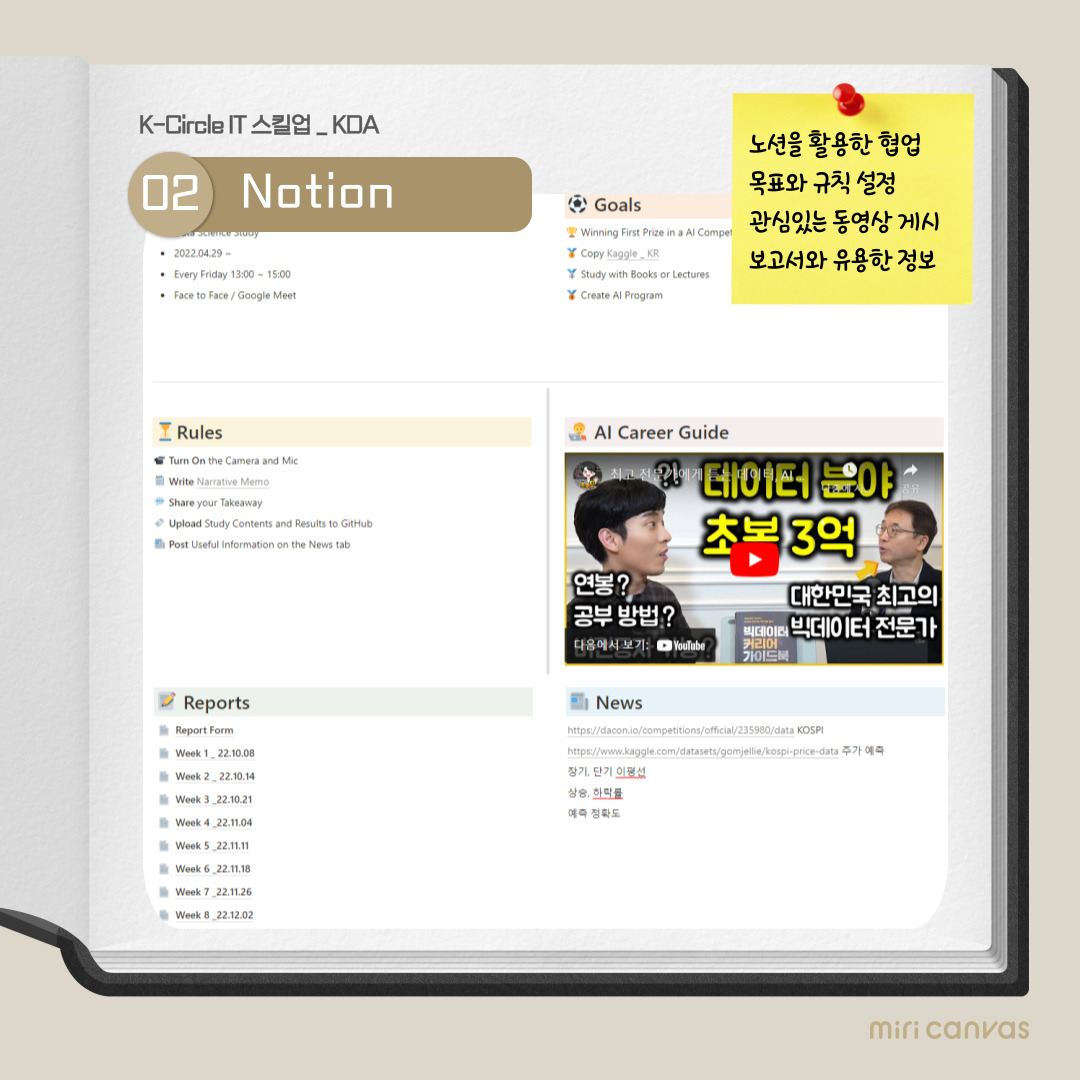 K-Circle IT 스킬업 _ KDA
02 Notion
노션을 활용한 협업
목표와 규칙 설정
관심있는 동영상 게시
보고서와 유용한 정보
Science Study
2022.04.29 ~
Every Friday 13:00 ~ 15:00
Face to Face / Google Meet
Goals
Winning First Prize in a AI Compet
Copy Kaggle _ KR
Study with Books or Lectures
Create AI Program
Rules
Turn On the Camera and Mic
Write Narrative Memo
Share your Takeaway
Upload Study Contents and Results to GitHub
Post Useful Information on the News tab
AI Career Guide
최고 전문가에게 듣는 데이터, AI
공유
데이터 분야
초봉 3억
연봉?
공부 방법?
대한민국 최고의
빅데이터 전문가
빅데이터
커리어
가이드북
다음에서 보기: YouTube
Reports
Report Form
Week 1 _ 22.10.08
Week 2 _ 22.10.14
Week 3 _22.10.21
Week 4 _22.11.04
Week 5 _22.11.11
Week 6 _22.11.18
Week 7 _22.11.26
Week 8 _22.12.02
News
https://dacon.io/competitions/official/235980/data KOSPI
https://www.kaggle.com/datasets/gomjellie/kospi-price-data 주가 예측
장기, 단기 이평선
상승, 하락률
예측 정확도
miri canvas